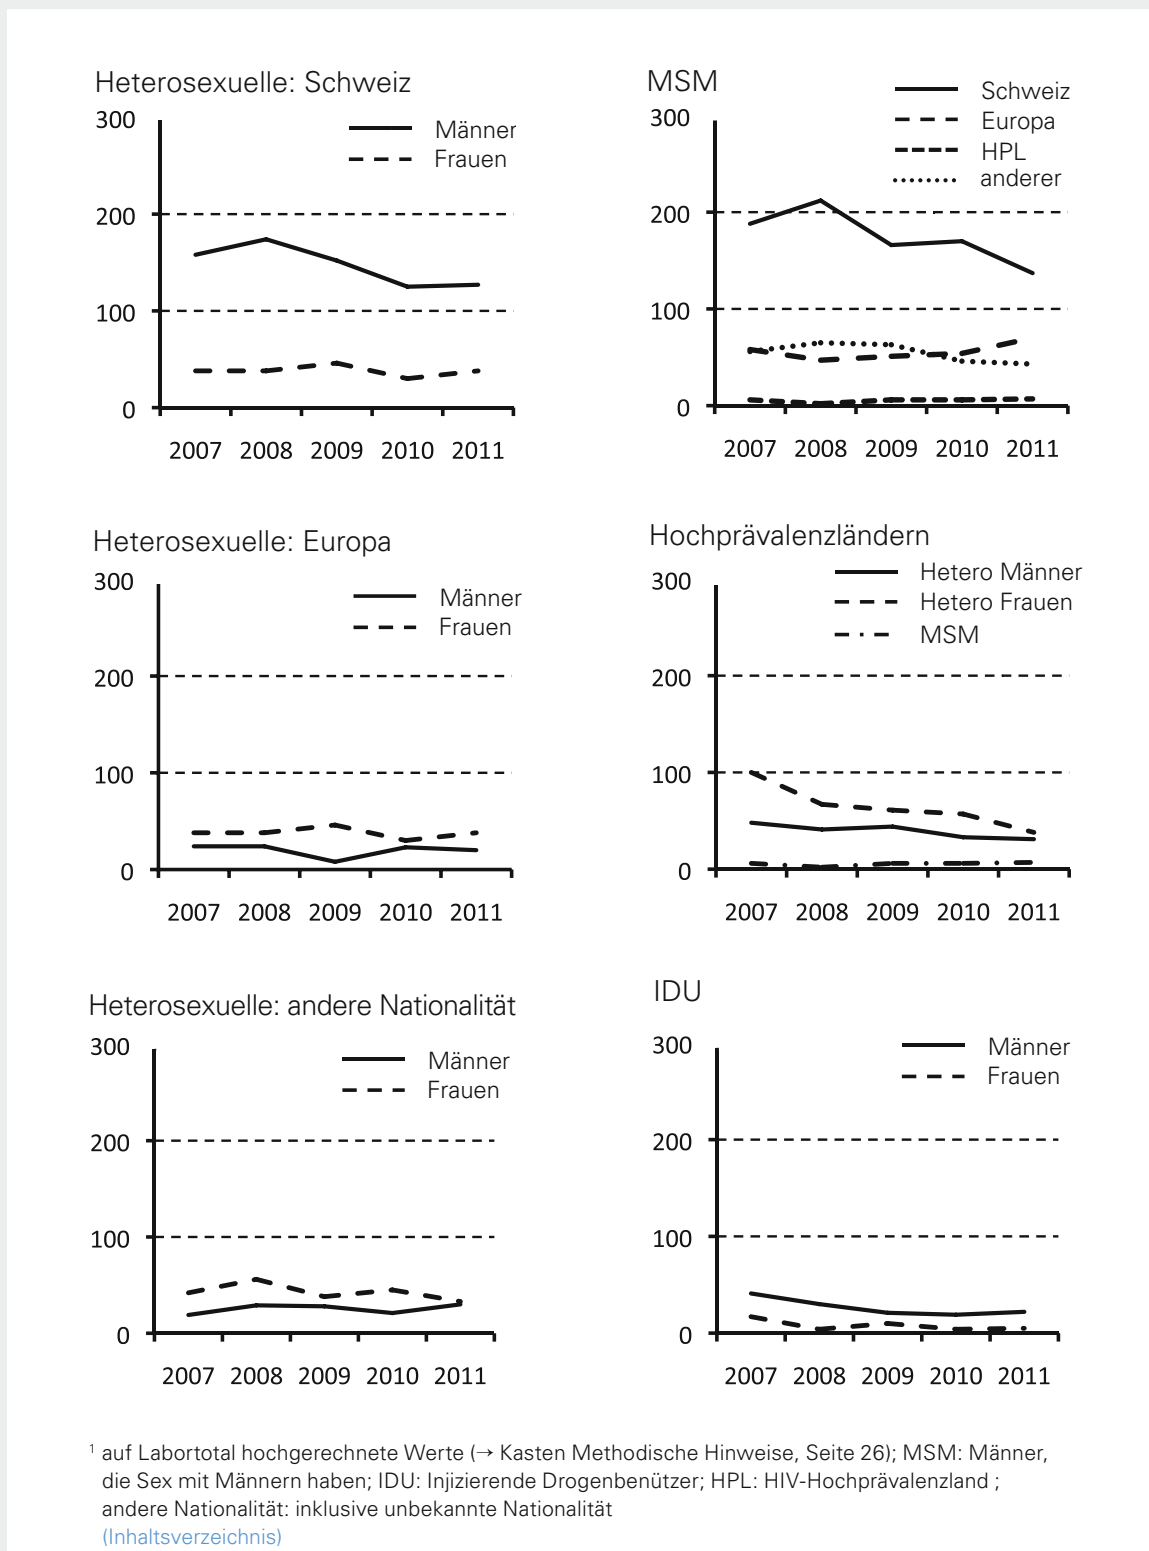 Heterosexuelle: Schweiz
300
200
100
0
Männer
Frauen
2007 2008 2009 2010 2011
MSM
300
200
100
0
Schweiz
Europa
HPL
anderer
2007 2008 2009 2010 2011
Heterosexuelle: Europa
300
200
100
0
Männer
Frauen
2007 2008 2009 2010 2011
Hochprävalenzländern
300
200
100
0
Hetero Männer
Hetero Frauen
MSM
2007 2008 2009 2010 2011
Heterosexuelle: andere Nationalität
300
200
100
0
Männer
Frauen
2007 2008 2009 2010 2011
IDU
300
200
100
0
Männer
Frauen
2007 2008 2009 2010 2011
¹ auf Labortotal hochgerechnete Werte (→ Kasten Methodische Hinweise, Seite 26); MSM: Männer,
die Sex mit Männern haben; IDU: Injizierende Drogenbenützer; HPL: HIV-Hochprävalenzland ;
andere Nationalität: inklusive unbekannte Nationalität
(Inhaltsverzeichnis)